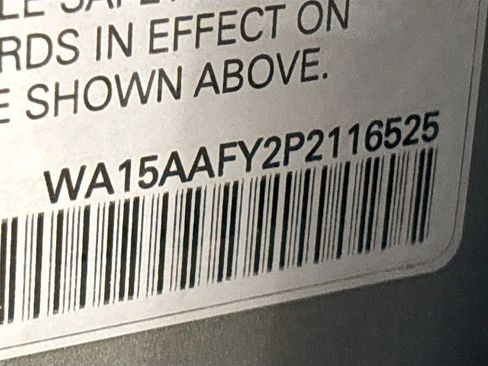 RDS IN EFFECT ON
E SHOWN ABOVE.
WA15AAFY2P2116525